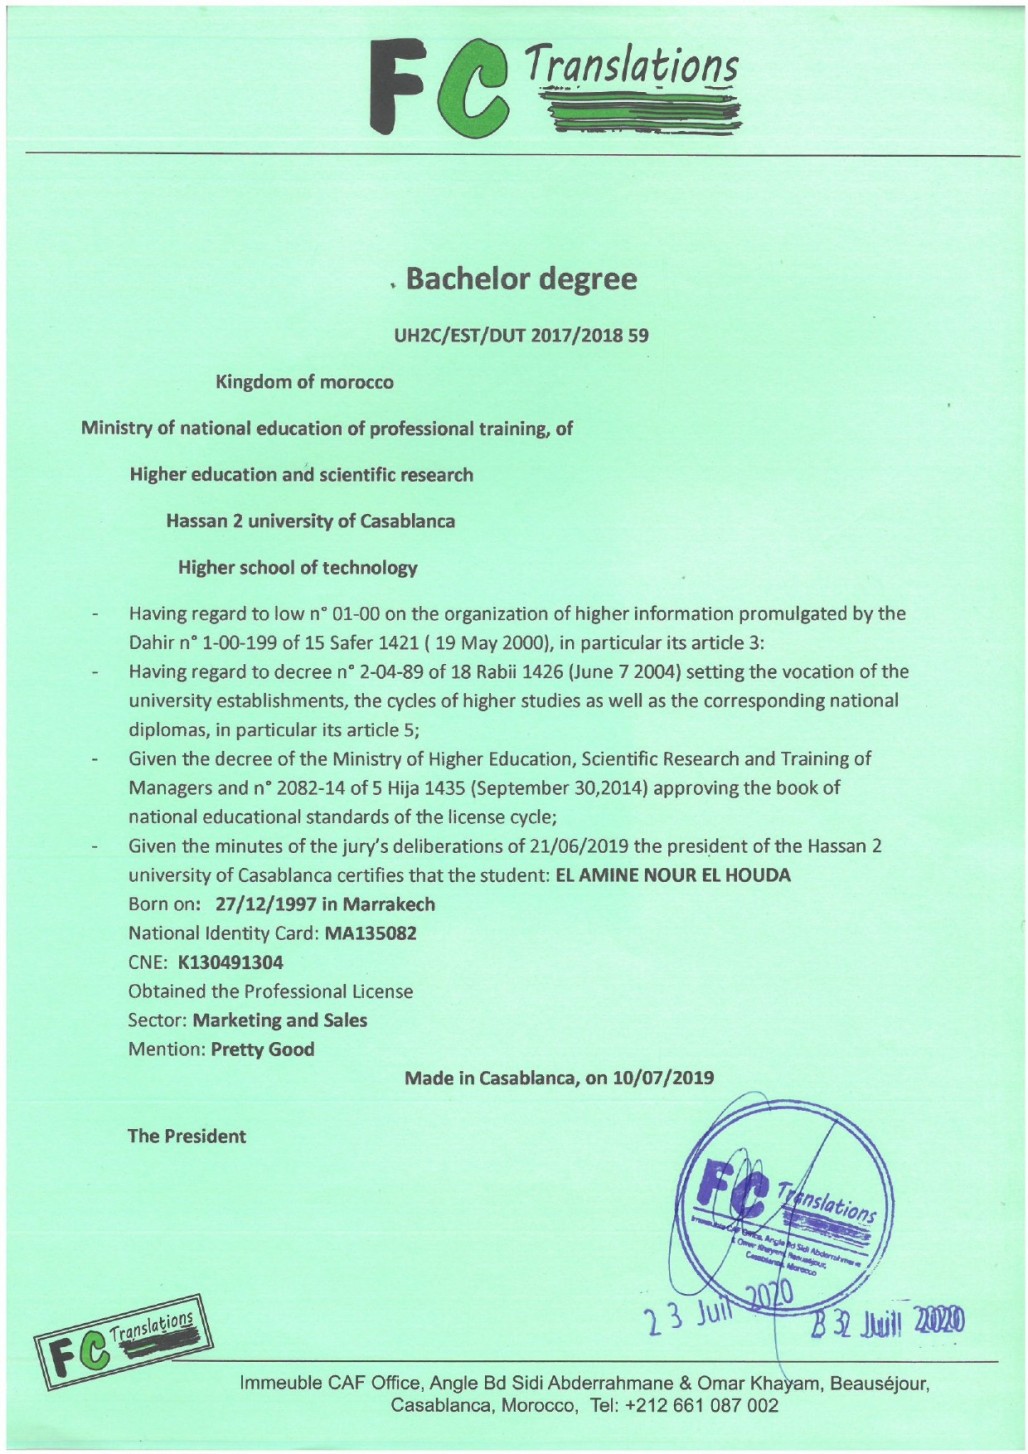 FC Translations
Bachelor degree
UH2C/EST/DUT 2017/2018 59
Kingdom of morocco
Ministry of national education of professional training, of
Higher education and scientific research
Hassan 2 university of Casablanca
Higher school of technology
- Having regard to low n° 01-00 on the organization of higher information promulgated by the
Dahir n° 1-00-199 of 15 Safer 1421 ( 19 May 2000), in particular its article 3:
- Having regard to decree n° 2-04-89 of 18 Rabii 1426 (June 7 2004) setting the vocation of the
university establishments, the cycles of higher studies as well as the corresponding national
diplomas, in particular its article 5;
- Given the decree of the Ministry of Higher Education, Scientific Research and Training of
Managers and n° 2082-14 of 5 Hija 1435 (September 30,2014) approving the book of
national educational standards of the license cycle;
- Given the minutes of the jury's deliberations of 21/06/2019 the president of the Hassan 2
university of Casablanca certifies that the student: EL AMINE NOUR EL HOUDA
Born on: 27/12/1997 in Marrakech
National Identity Card: MA135082
CNE: K130491304
Obtained the Professional License
Sector: Marketing and Sales
Mention: Pretty Good
Made in Casablanca, on 10/07/2019
The President
FC Translations
Immeuble CAF Office, Angle Bd Sidi Abderrahmane
& Omar Khayam, Beauséjour,
Casablanca, Morocco
23 Juil 2020
Juill 2020
FC Translations
Immeuble CAF Office, Angle Bd Sidi Abderrahmane & Omar Khayam, Beauséjour,
Casablanca, Morocco, Tel: +212 661 087 002